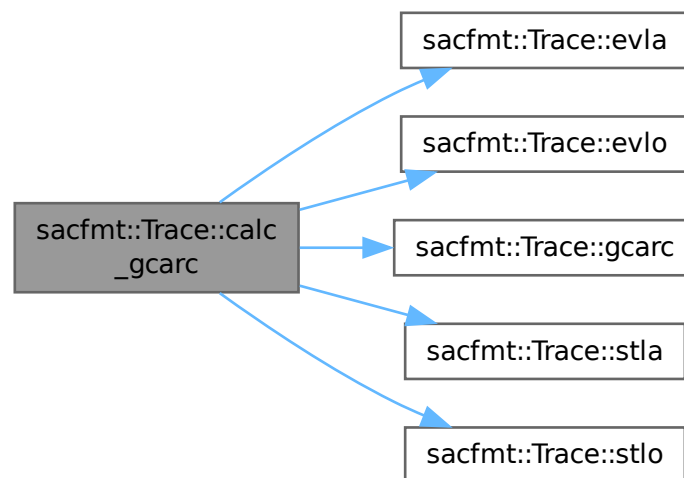 sacfmt::Trace::calc
_gcarc
sacfmt::Trace::evla
sacfmt::Trace::evlo
sacfmt::Trace::gcarc
sacfmt::Trace::stla
sacfmt::Trace::stlo